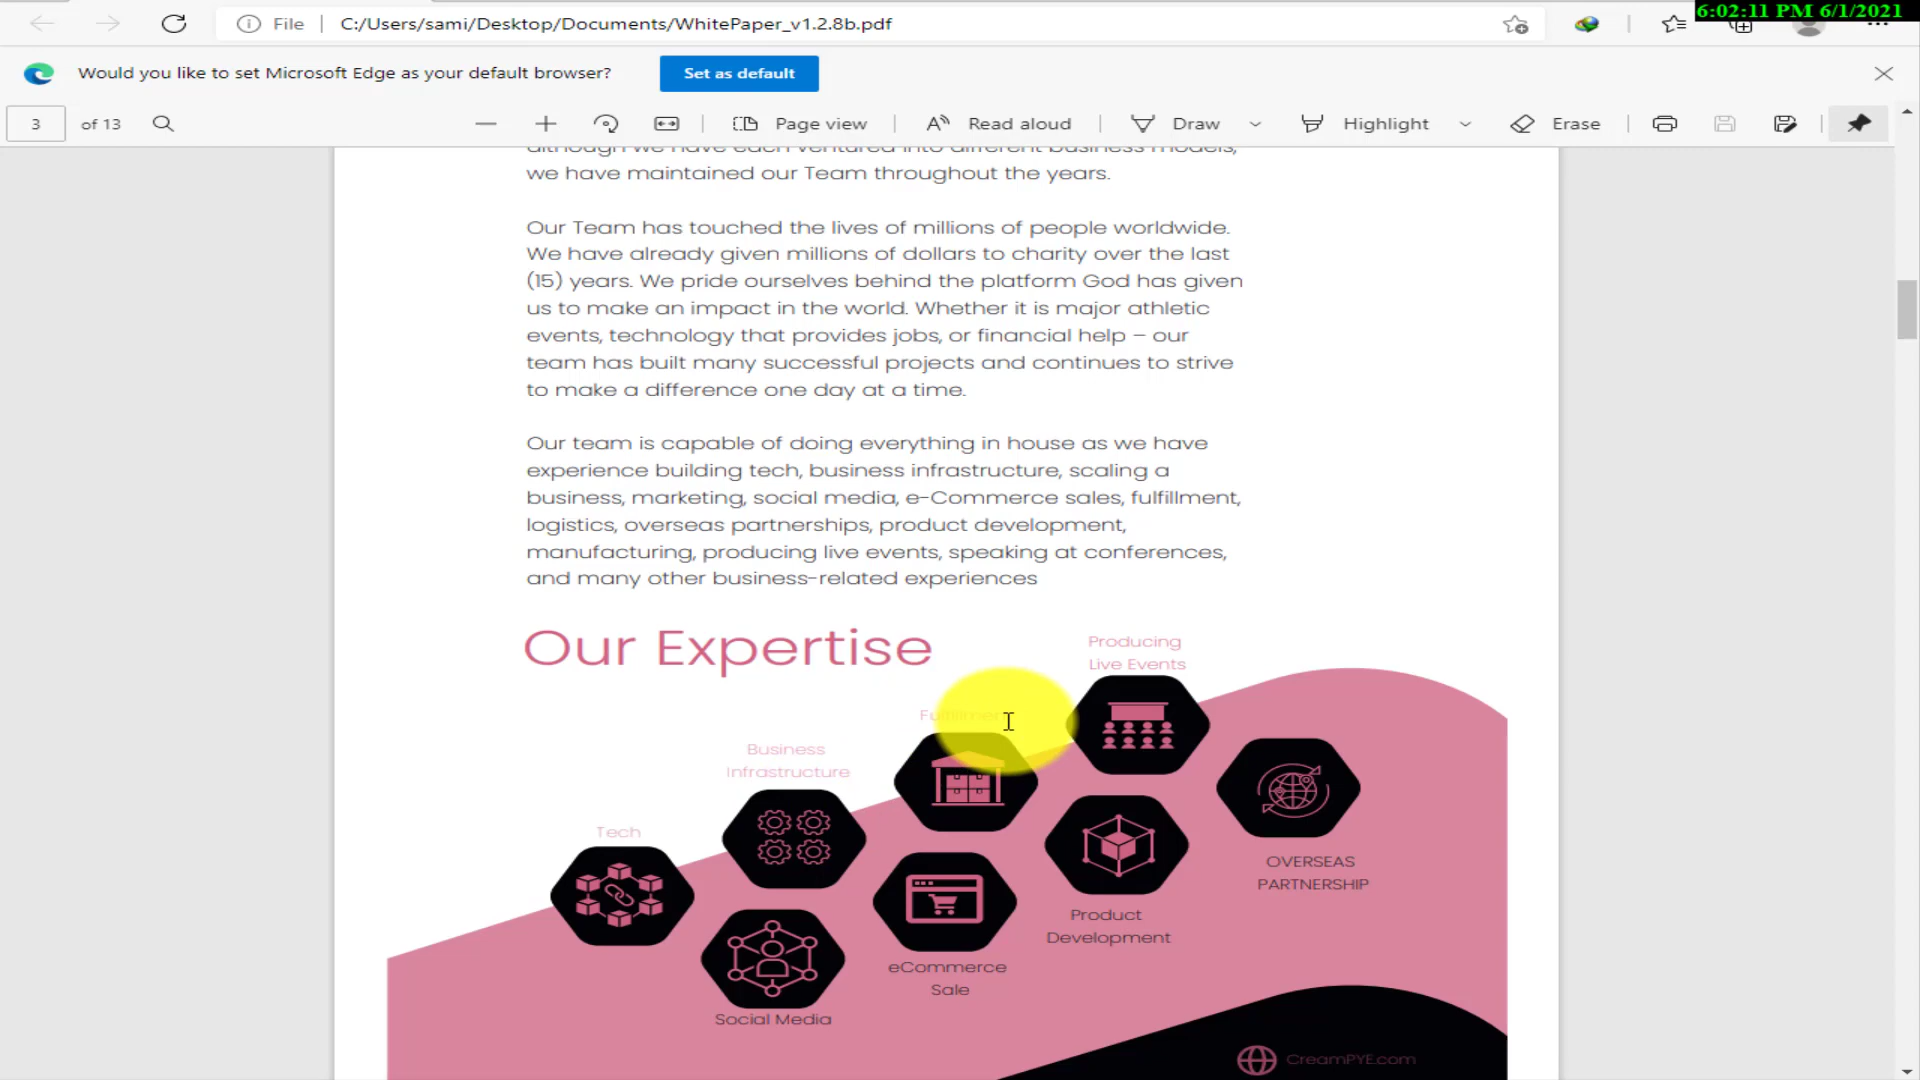 6:02:11 PM 6/1/2021
File
C:/Users/sami/Desktop/Documents/WhitePaper_v1.2.8b.pdf
Would you like to set Microsoft Edge as your default browser?
Set as default
3 of 13
Page view
Read aloud
Draw
Highlight
Erase
although we have each ventured into different business models,
we have maintained our Team throughout the years.
Our Team has touched the lives of millions of people worldwide.
We have already given millions of dollars to charity over the last
(15) years. We pride ourselves behind the platform God has given
us to make an impact in the world. Whether it is major athletic
events, technology that provides jobs, or financial help – our
team has built many successful projects and continues to strive
to make a difference one day at a time.
Our team is capable of doing everything in house as we have
experience building tech, business infrastructure, scaling a
business, marketing, social media, e-Commerce sales, fulfillment,
logistics, overseas partnerships, product development,
manufacturing, producing live events, speaking at conferences,
and many other business-related experiences
Our Expertise
Producing
Live Events
Business
Infrastructure
Tech
OVERSEAS
PARTNERSHIP
Product
Development
eCommerce
Sale
Social Media
CreamPYE.com